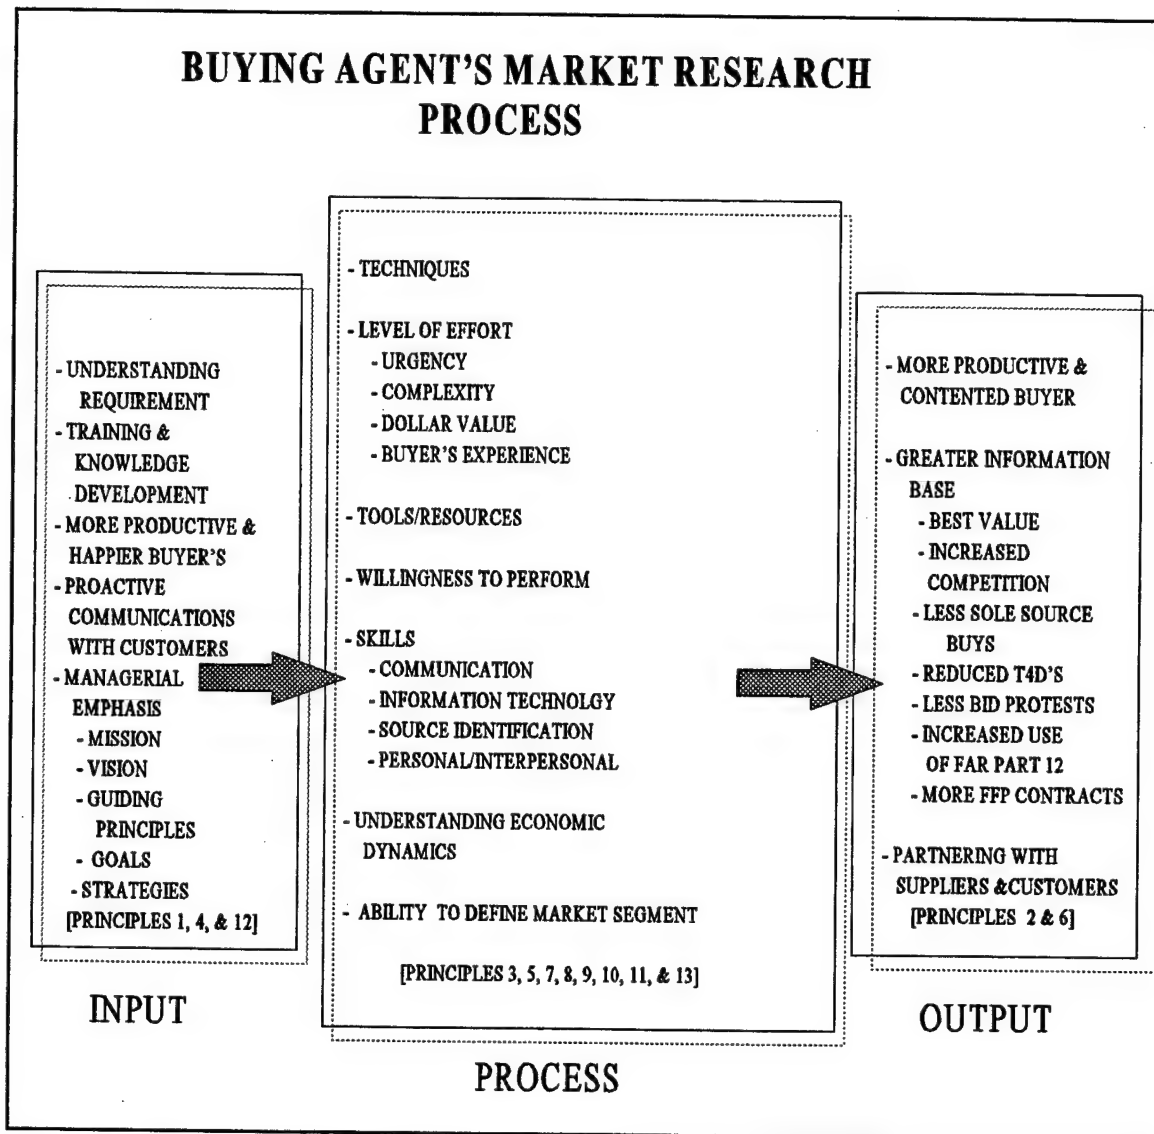 BUYING AGENT'S MARKET RESEARCH
PROCESS
- UNDERSTANDING
REQUIREMENT
- TRAINING &
KNOWLEDGE
DEVELOPMENT
- MORE PRODUCTIVE &
HAPPIER BUYER'S
- PROACTIVE
COMMUNICATIONS
WITH CUSTOMERS
- MANAGERIAL
EMPHASIS
- MISSION
- VISION
- GUIDING
PRINCIPLES
- GOALS
- STRATEGIES
[PRINCIPLES 1, 4, & 12]
INPUT
- TECHNIQUES
- LEVEL OF EFFORT
- URGENCY
- COMPLEXITY
- DOLLAR VALUE
- BUYER'S EXPERIENCE
- TOOLS/RESOURCES
- WILLINGNESS TO PERFORM
- SKILLS
- COMMUNICATION
- INFORMATION TECHNOLGY
- SOURCE IDENTIFICATION
- PERSONAL/INTERPERSONAL
- UNDERSTANDING ECONOMIC
DYNAMICS
- ABILITY TO DEFINE MARKET SEGMENT
[PRINCIPLES 3, 5, 7, 8, 9, 10, 11, & 13]
PROCESS
- MORE PRODUCTIVE &
CONTENTED BUYER
- GREATER INFORMATION
BASE
- BEST VALUE
- INCREASED
COMPETITION
- LESS SOLE SOURCE
BUYS
- REDUCED T4D'S
- LESS BID PROTESTS
- INCREASED USE
OF FAR PART 12
- MORE FFP CONTRACTS
- PARTNERING WITH
SUPPLIERS &CUSTOMERS
[PRINCIPLES 2 & 6]
OUTPUT